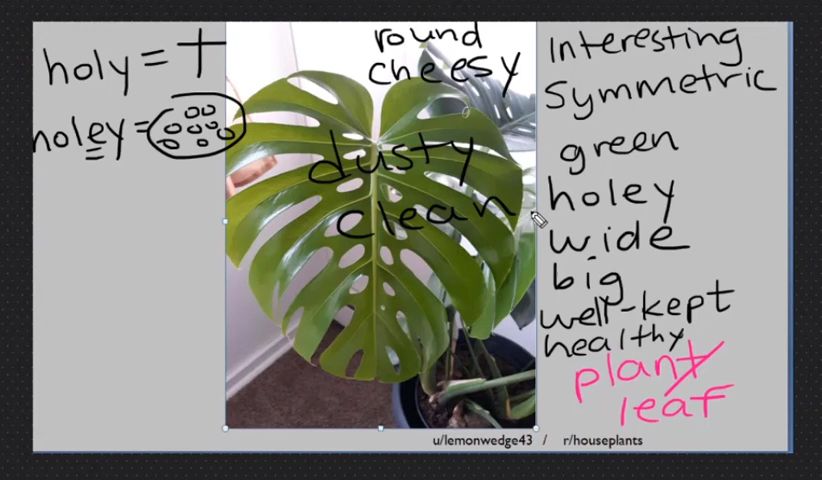 holy = +
holey =
round
cheesy
dusty
clean
Interesting
Symmetric
green
holey
wide
big
well-kept
healthy
plant
leaf
u/lemonwedge43 / r/houseplants